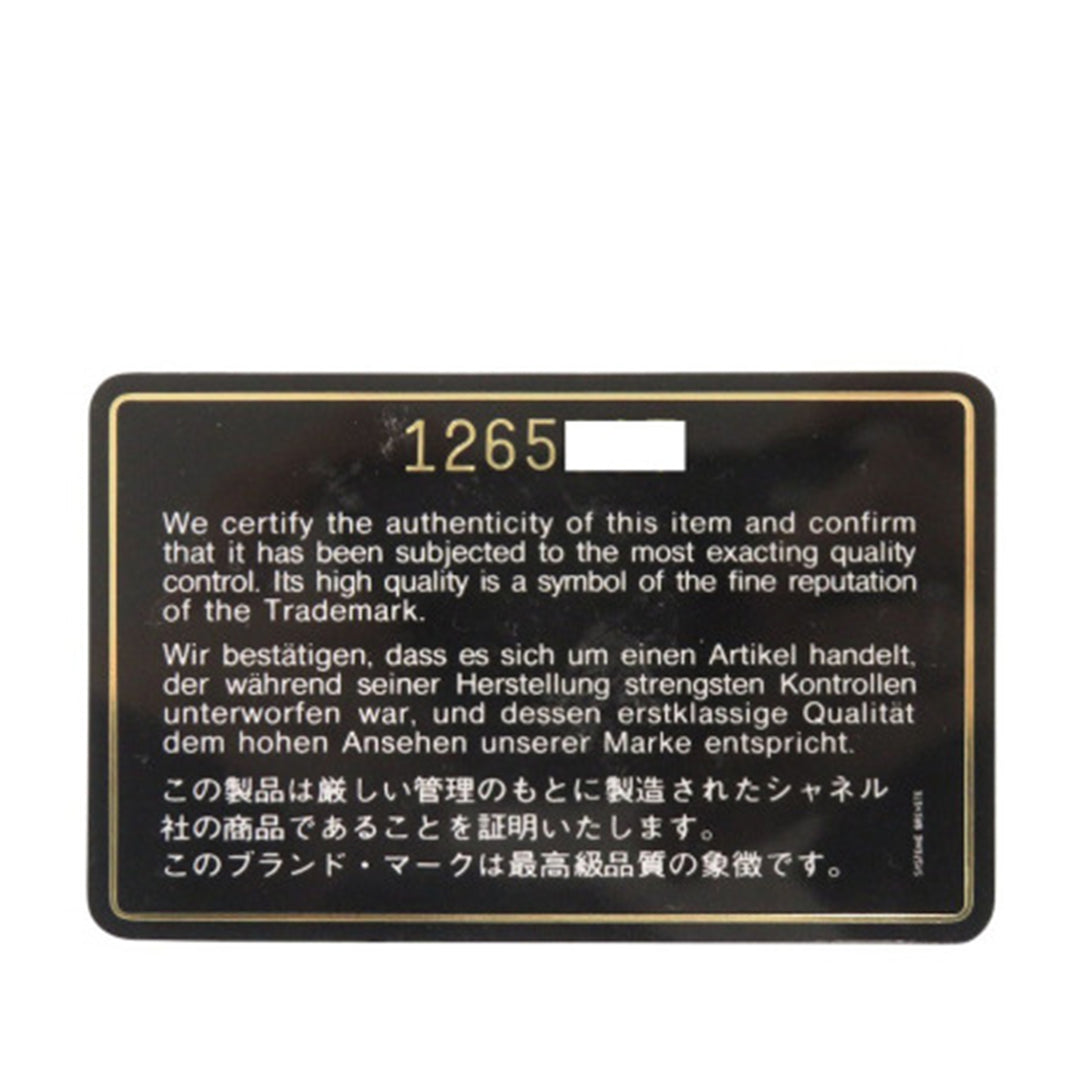 1265
We certify the authenticity of this item and confirm
that it has been subjected to the most exacting quality
control. Its high quality is a symbol of the fine reputation
of the Trademark.
Wir bestätigen, dass es sich um einen Artikel handelt,
der während seiner Herstellung strengsten Kontrollen
unterworfen war, und dessen erstklassige Qualität
dem hohen Ansehen unserer Marke entspricht.
この製品は厳しい管理のもとに製造されたシャネル
社の商品であることを証明いたします。
このブランド・マークは最高級品質の象徴です。
SYSTEME BREVETE